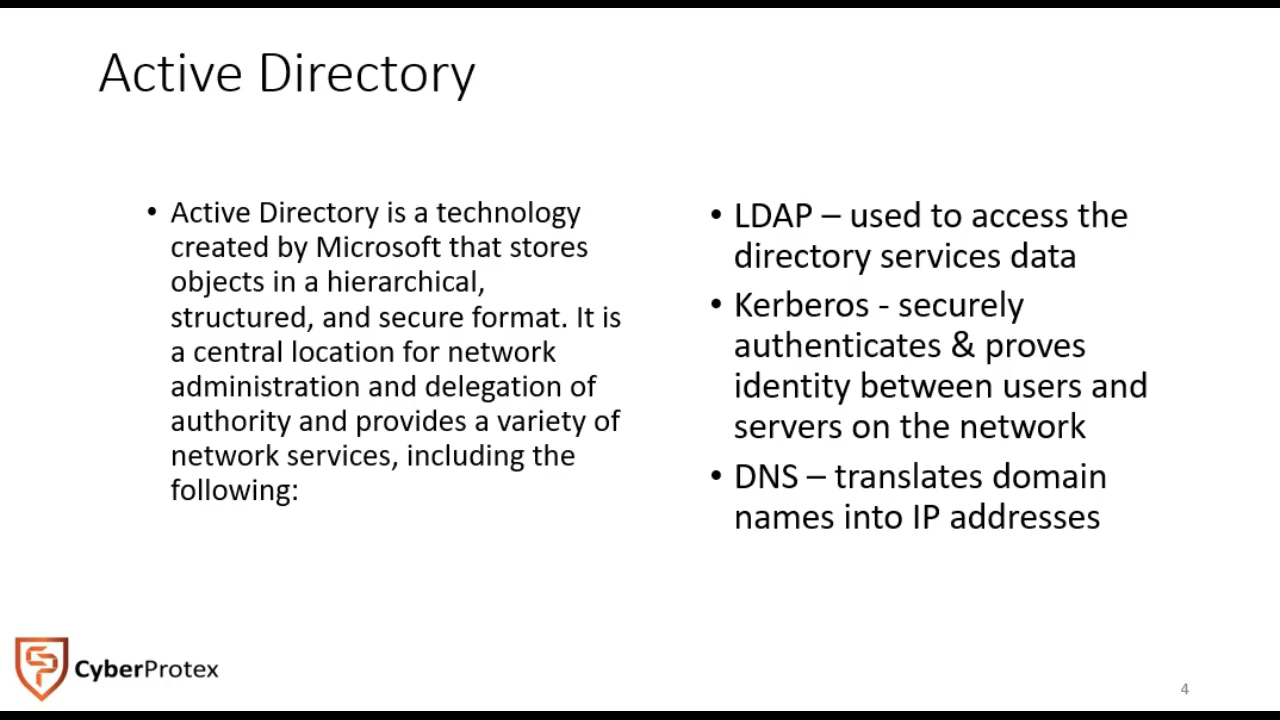 Active Directory
• Active Directory is a technology
created by Microsoft that stores
objects in a hierarchical,
structured, and secure format. It is
a central location for network
administration and delegation of
authority and provides a variety of
network services, including the
following:
• LDAP – used to access the
directory services data
• Kerberos - securely
authenticates & proves
identity between users and
servers on the network
• DNS – translates domain
names into IP addresses
CyberProtex
4